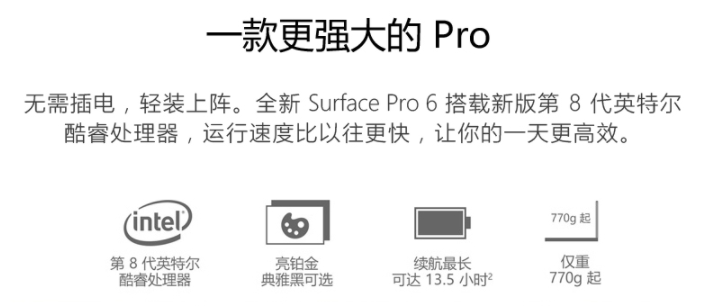 一款更强大的 Pro
无需插电，轻装上阵。全新 Surface Pro 6 搭载新版第 8 代英特尔
酷睿处理器，运行速度比以往更快，让你的一天更高效。
intel
770g 起
第 8 代英特尔
酷睿处理器
亮铂金
典雅黑可选
续航最长
可达 13.5 小时²
仅重
770g 起